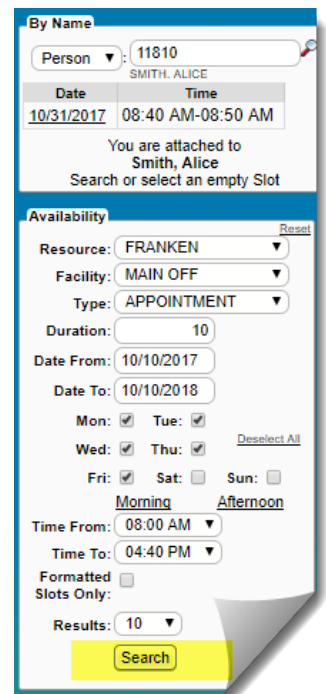 By Name
Person : 11810
SMITH. ALICE
Date Time
10/31/2017 08:40 AM-08:50 AM
You are attached to
Smith, Alice
Search or select an empty Slot
Availability
Reset
Resource: FRANKEN
Facility: MAIN OFF
Type: APPOINTMENT
Duration: 10
Date From: 10/10/2017
Date To: 10/10/2018
Mon: Tue:
Wed: Thu: Deselect All
Fri: Sat: Sun:
Morning Afternoon
Time From: 08:00 AM
Time To: 04:40 PM
Formatted
Slots Only:
Results: 10
Search